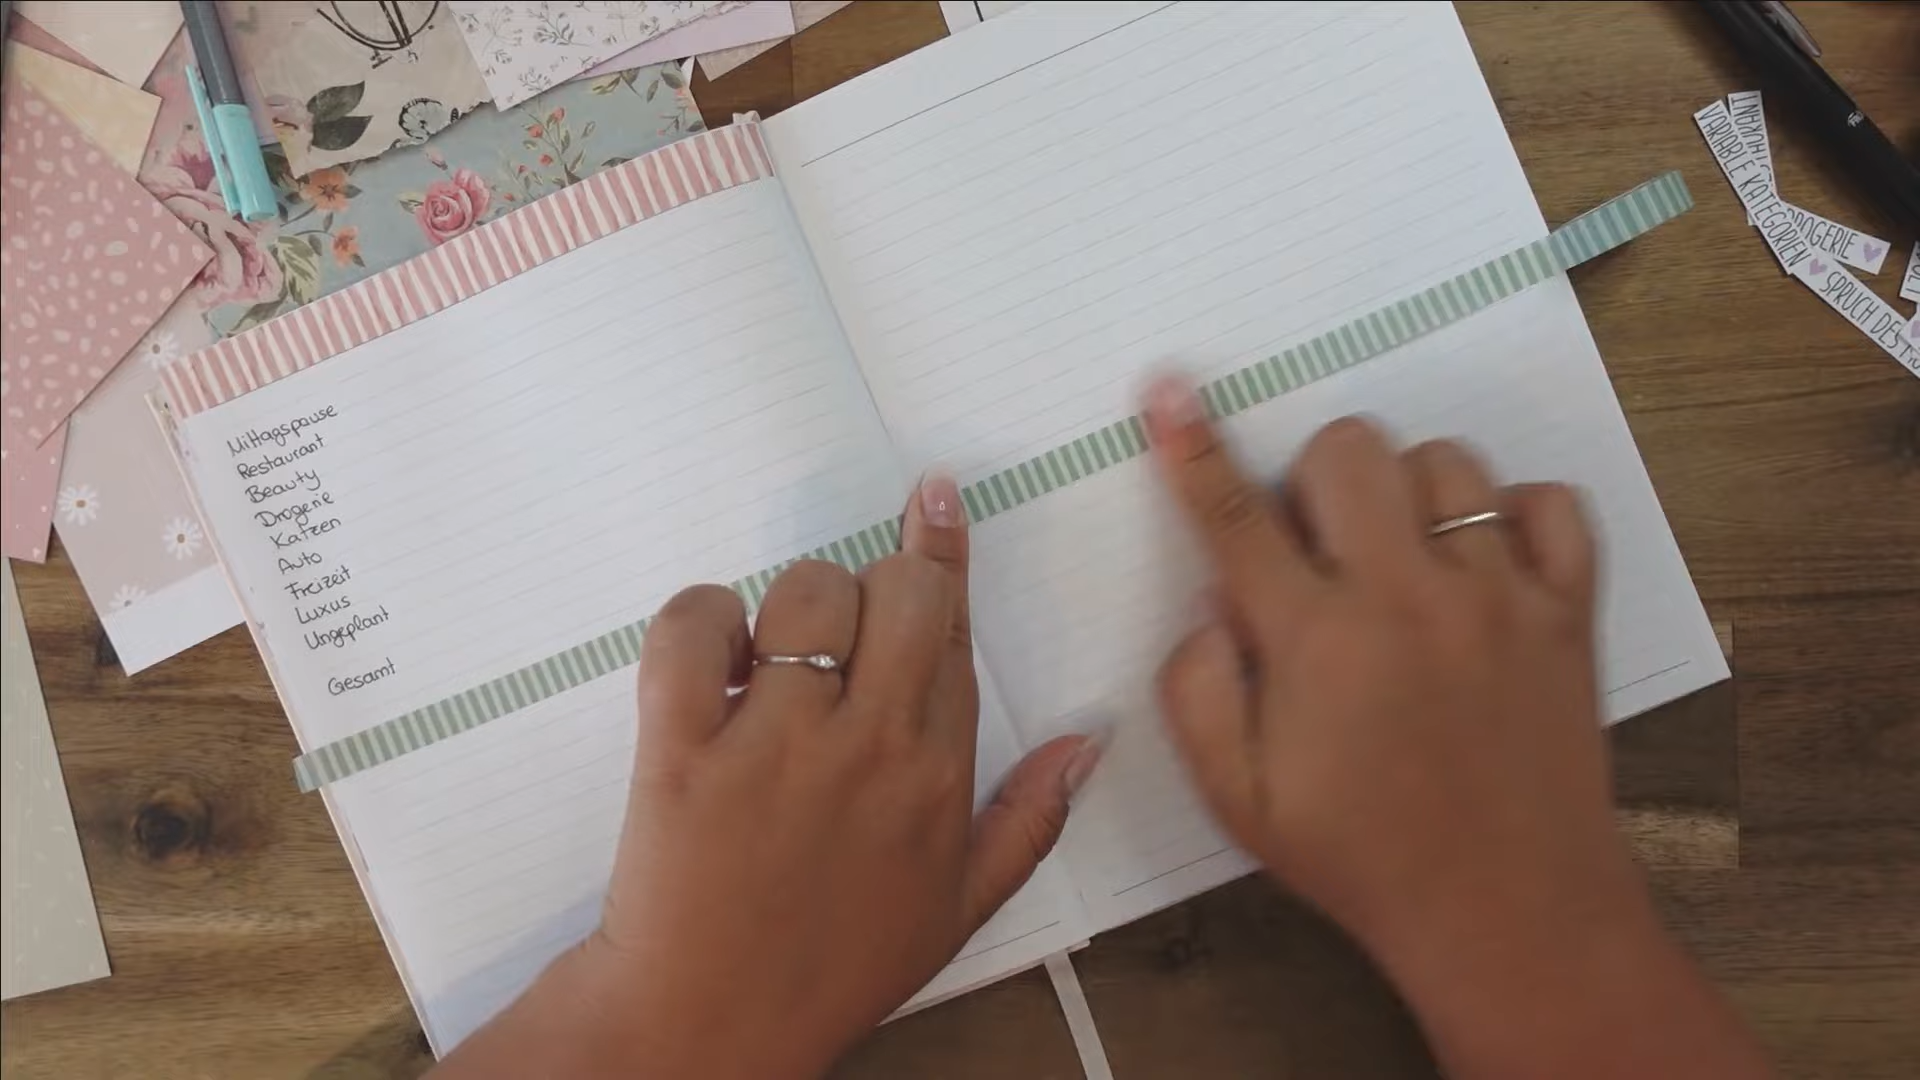 Mittagspause
Restaurant
Beauty
Drogerie
Katzen
Auto
Freizeit
Luxus
Ungeplant
Gesamt
VARIABLE KATEGORIEN
DROGERIE
SPRUCH DES